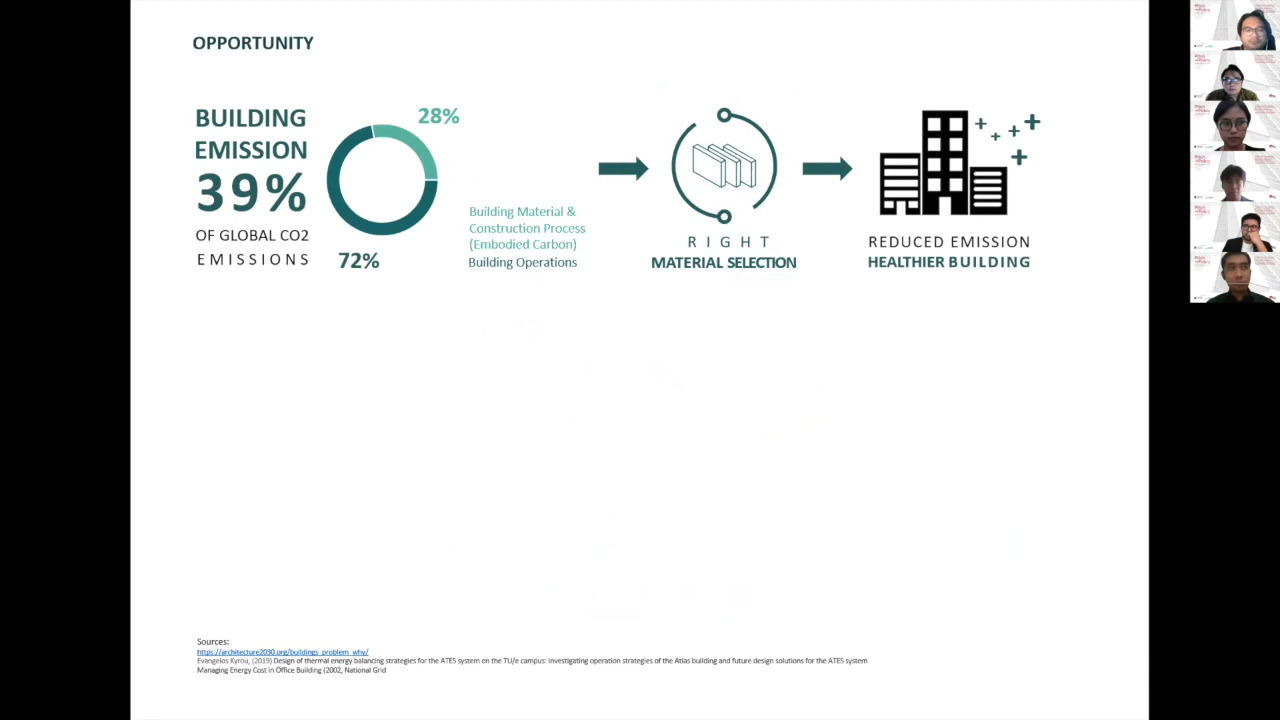 OPPORTUNITY
BUILDING
EMISSION
39%
OF GLOBAL CO2
EMISSIONS
28%
72%
Building Material &
Construction Process
(Embodied Carbon)
Building Operations
RIGHT
MATERIAL SELECTION
REDUCED EMISSION
HEALTHIER BUILDING
Sources:
https://architecture2030.org/buildings_problem_why/
Evangelos Kyrou, (2019) Design of thermal energy balancing strategies for the ATES system on the TU/e campus: investigating operation strategies of the Atlas building and future design solutions for the ATES system
Managing Energy Cost in Office Building (2002, National Grid